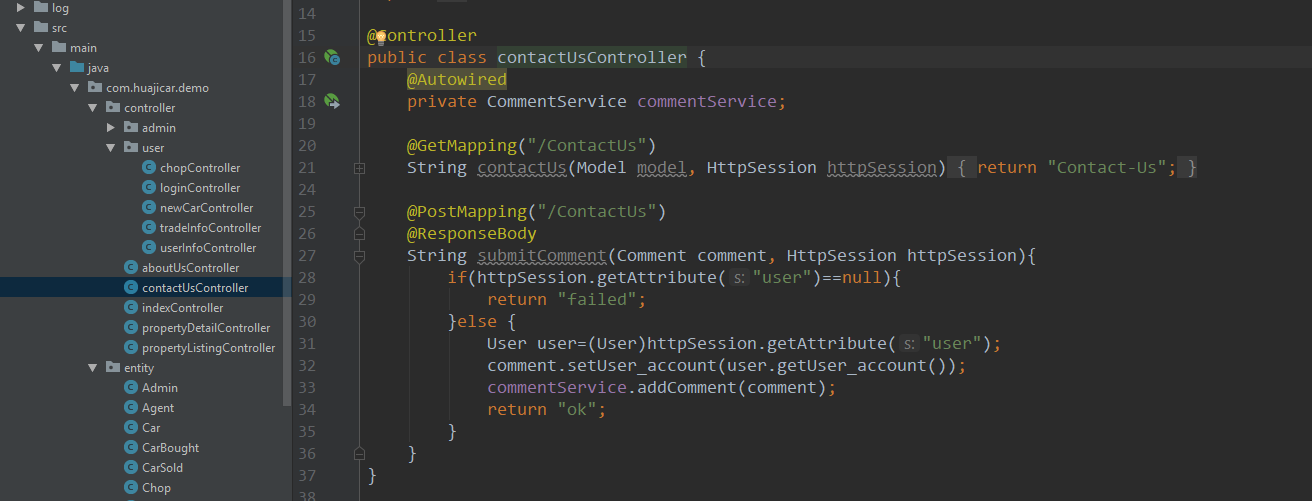 log
src
main
java
com.huajicar.demo
controller
admin
user
chopController
loginController
newCarController
tradeInfoController
userInfoController
aboutUsController
contactUsController
indexController
propertyDetailController
propertyListingController
entity
Admin
Agent
Car
CarBought
CarSold
Chop
14
15 @Controller
16 public class contactUsController {
17 @Autowired
18 private CommentService commentService;
19
20 @GetMapping("/ContactUs")
21 String contactUs(Model model, HttpSession httpSession) { return "Contact-Us"; }
24
25 @PostMapping("/ContactUs")
26 @ResponseBody
27 String submitComment(Comment comment, HttpSession httpSession){
28 if(httpSession.getAttribute( s: "user")==null){
29 return "failed";
30 }else {
31 User user=(User)httpSession.getAttribute( s: "user");
32 comment.setUser_account(user.getUser_account());
33 commentService.addComment(comment);
34 return "ok";
35 }
36 }
37 }
38